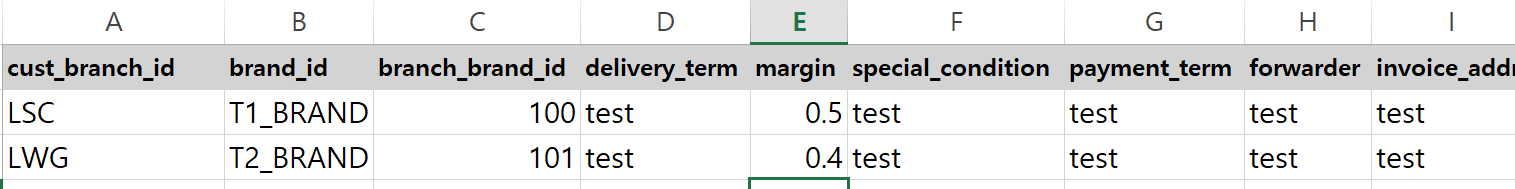 A B C D E F G H I
cust_branch_id brand_id branch_brand_id delivery_term margin special_condition payment_term forwarder invoice_addr
LSC T1_BRAND 100 test 0.5 test test test test
LWG T2_BRAND 101 test 0.4 test test test test